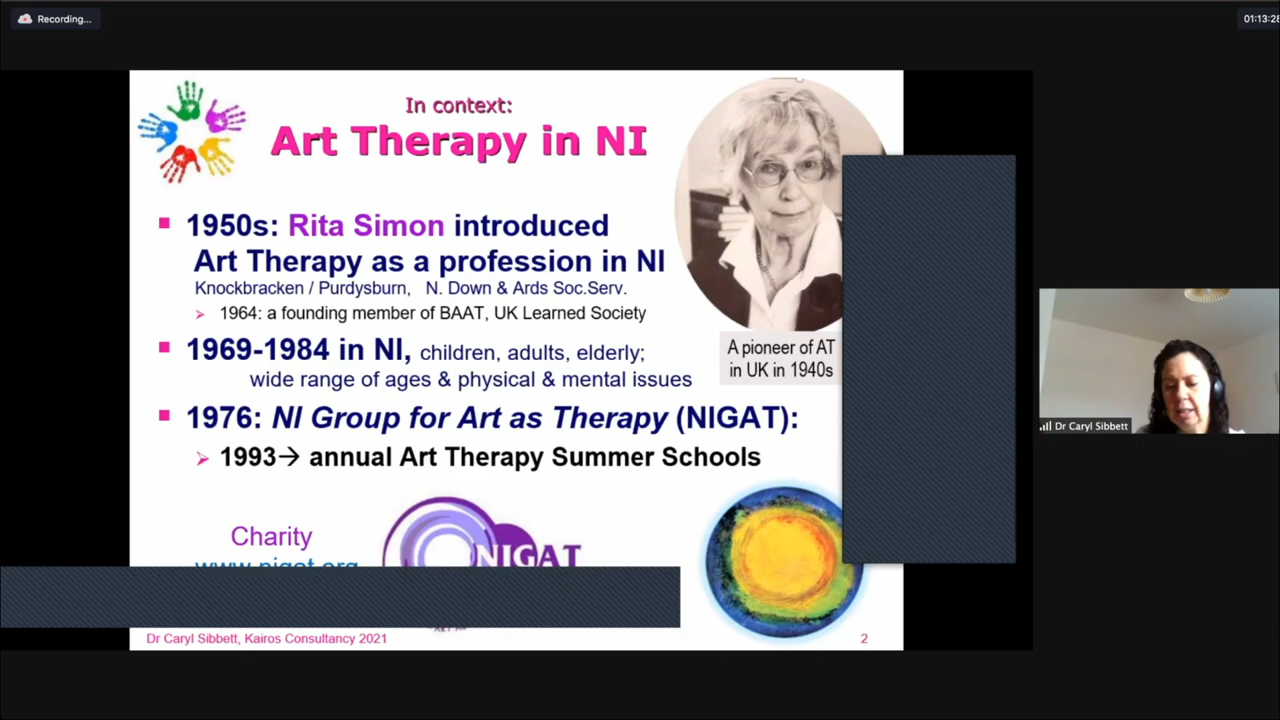 Recording...
01:13:28
In context:
Art Therapy in NI
1950s: Rita Simon introduced
Art Therapy as a profession in NI
Knockbracken / Purdysburn, N. Down & Ards Soc.Serv.
1964: a founding member of BAAT, UK Learned Society
A pioneer of AT
in UK in 1940s
1969-1984 in NI, children, adults, elderly;
wide range of ages & physical & mental issues
1976: NI Group for Art as Therapy (NIGAT):
1993→ annual Art Therapy Summer Schools
Charity
www.nigat.org
NIGAT
Dr Caryl Sibbett, Kairos Consultancy 2021
2
Dr Caryl Sibbett